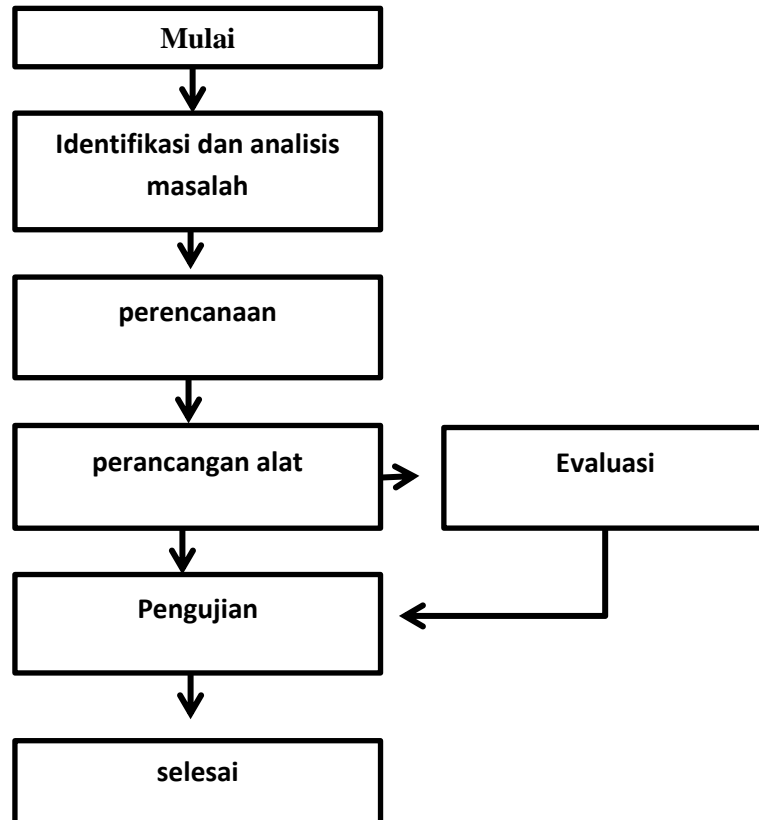 Mulai
Identifikasi dan analisis
masalah
perencanaan
perancangan alat
Evaluasi
Pengujian
selesai